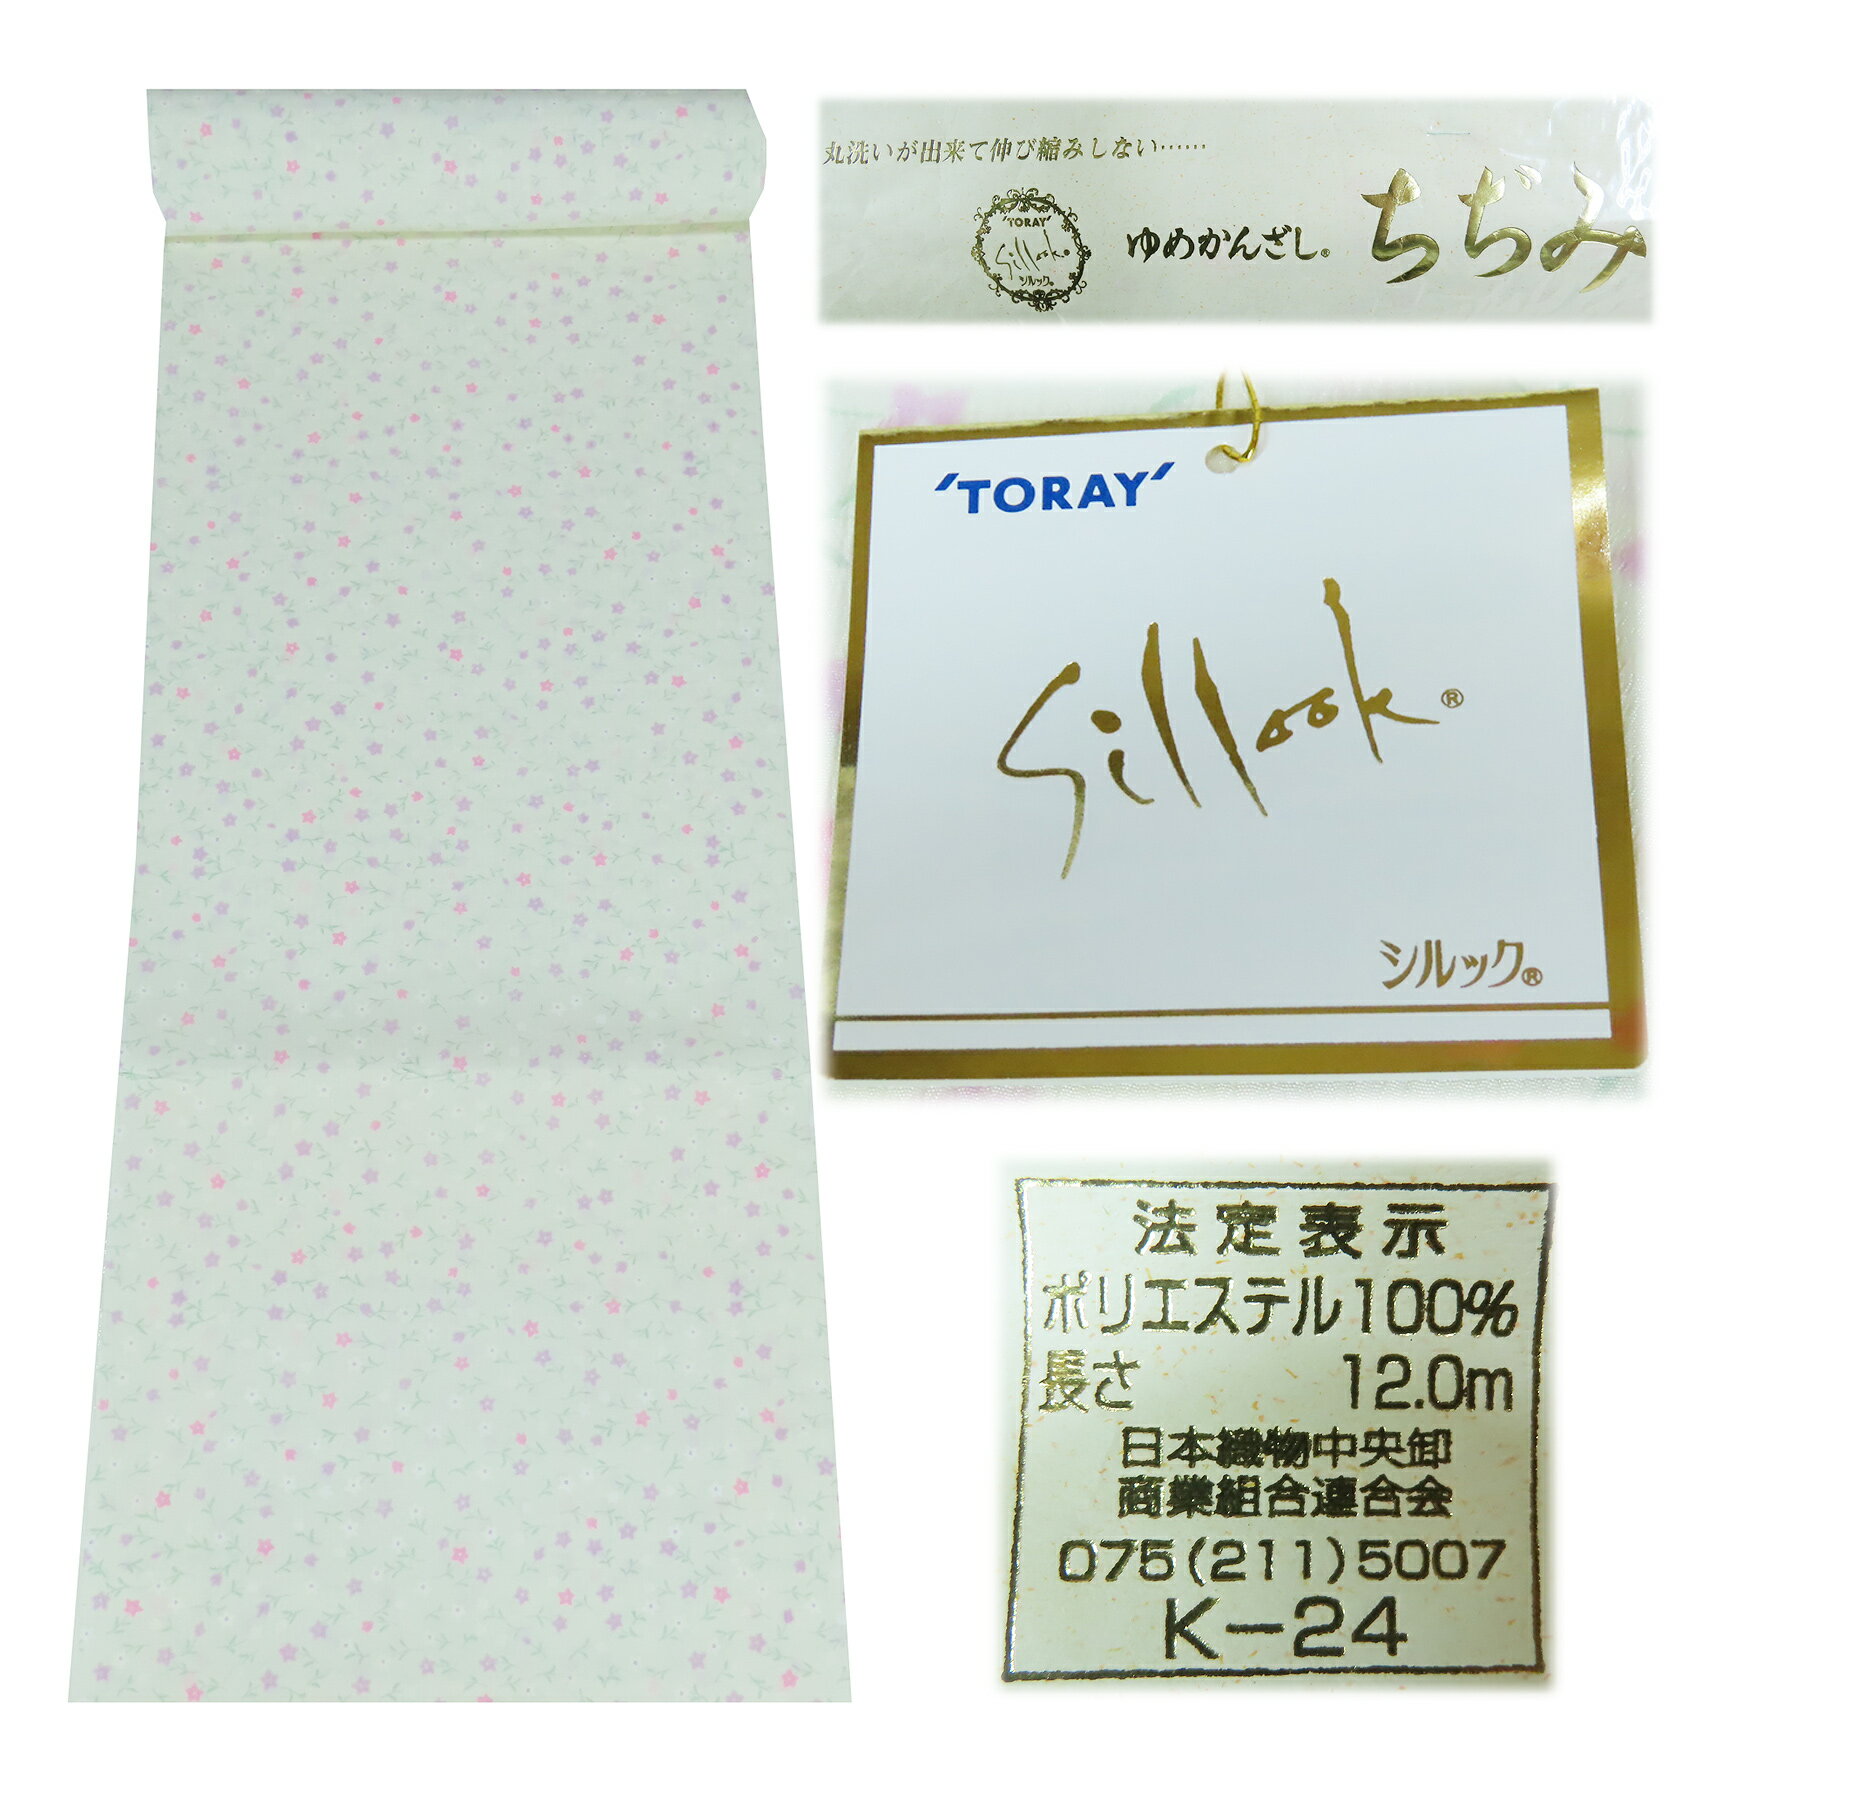 丸洗いが出来て伸び縮みしない……
'TORAY'
Sillook®
シルック®
ゆめかんざし® ちぢみ
'TORAY'
Sillook®
シルック®
法定表示
ポリエステル100%
長さ 12.0m
日本織物中央卸
商業組合連合会
075(211)5007
K-24